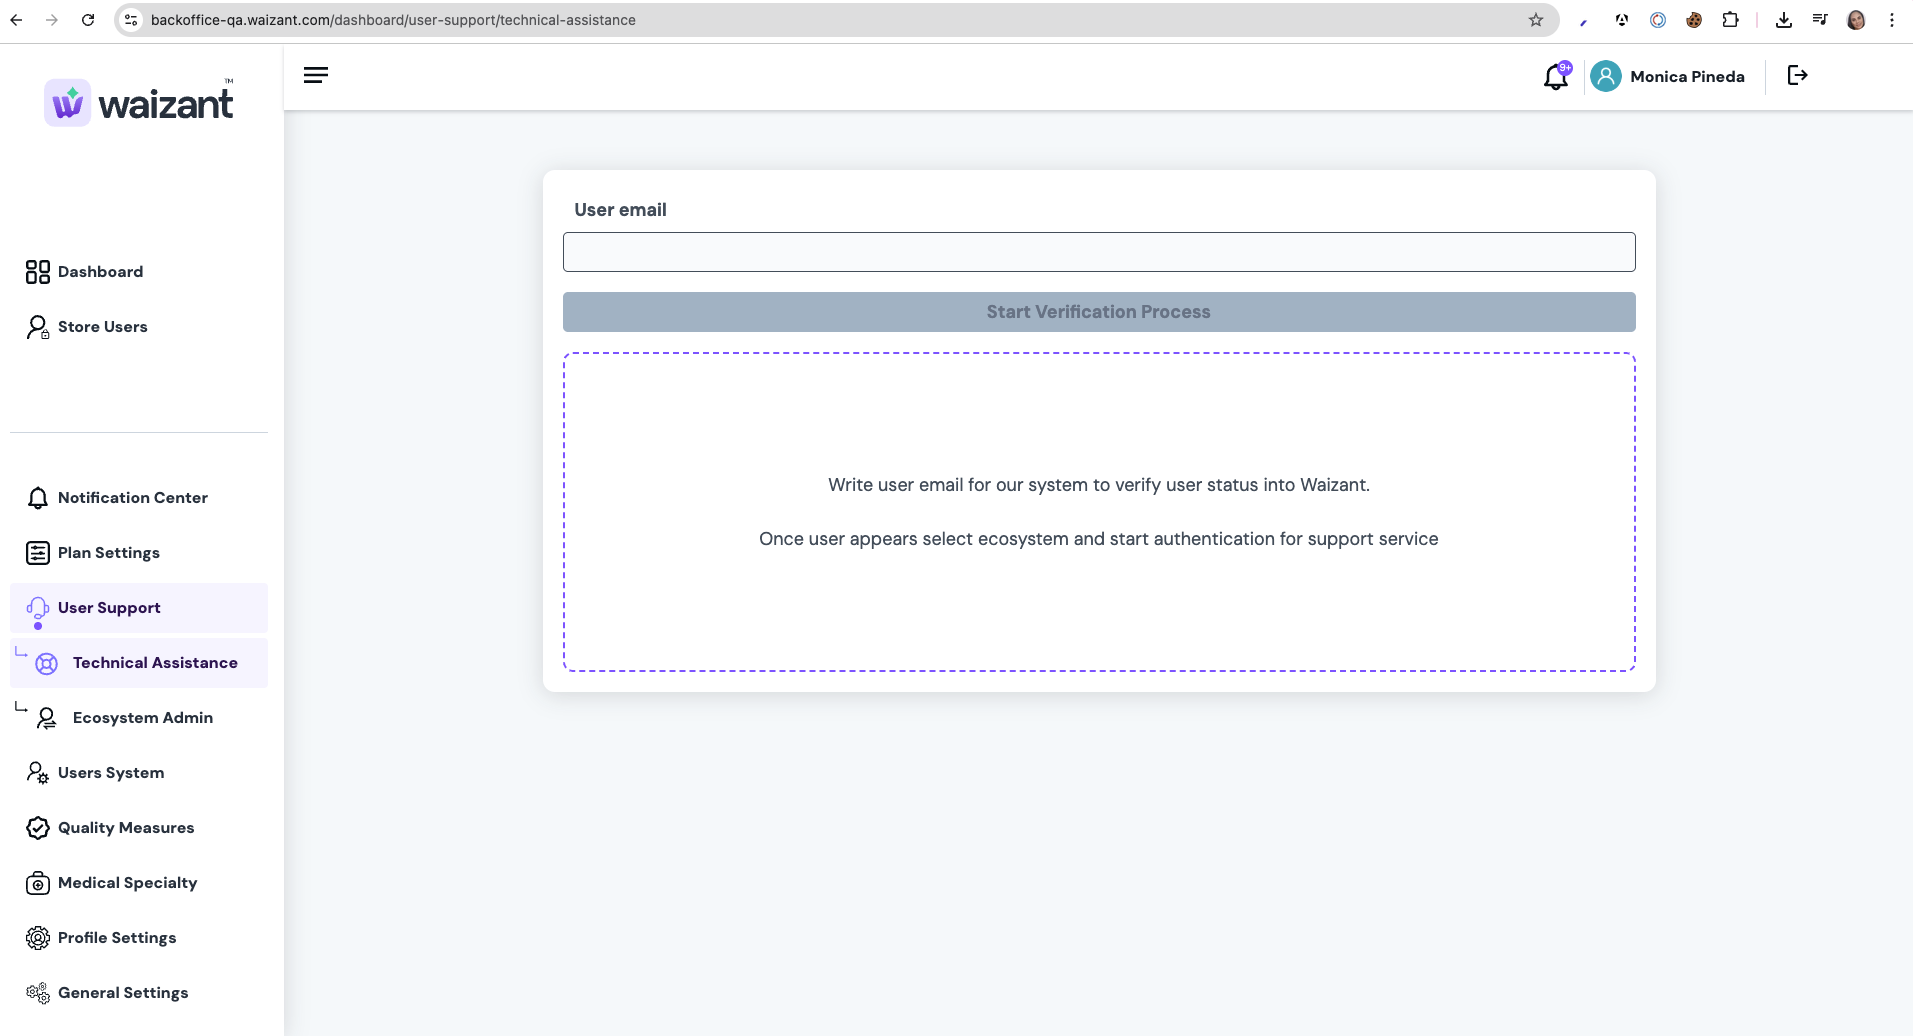 backoffice-qa.waizant.com/dashboard/user-support/technical-assistance
waizant™
9+
Monica Pineda
Dashboard
Store Users
Notification Center
Plan Settings
User Support
Technical Assistance
Ecosystem Admin
Users System
Quality Measures
Medical Specialty
Profile Settings
General Settings
User email
Start Verification Process
Write user email for our system to verify user status into Waizant.
Once user appears select ecosystem and start authentication for support service